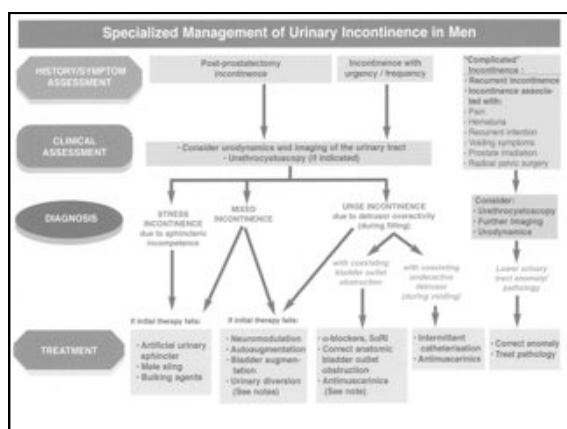 Specialized Management of Urinary Incontinence in Men
HISTORY/SYMPTOM
ASSESSMENT
Post-prostatectomy
incontinence
Incontinence with
urgency / frequency
"Complicated"
Incontinence :
• Recurrent incontinence
• Incontinence associa-
ted with:
- Pain
- Hematuria
- Recurrent infection
- Voiding symptoms
- Prostate irradiation
- Radical pelvic surgery
CLINICAL
ASSESSMENT
• Consider urodynamics and imaging of the urinary tract
• Urethrocystoscopy (if indicated)
DIAGNOSIS
STRESS
INCONTINENCE
due to sphincteric
incompetence
MIXED
INCONTINENCE
URGE INCONTINENCE
due to detrusor overactivity
(during filling)
Consider:
• Urethrocystoscopy
• Further imaging
• Urodynamics
with coexisting
bladder outlet
obstruction
with coexisting
underactive
detrusor
(during voiding)
Lower urinary
tract anomaly/
pathology
TREATMENT
If initial therapy fails:
• Artificial urinary
sphincter
• Male sling
• Bulking agents
If initial therapy fails:
• Neuromodulation
• Autoaugmentation
• Bladder augmen-
tation
• Urinary diversion
(See notes)
• α-blockers, 5αRI
• Correct anatomic
bladder outlet
obstruction
• Antimuscarinics
(See note)
• Intermittent
catheterisation
• Antimuscarinics
• Correct anomaly
• Treat pathology